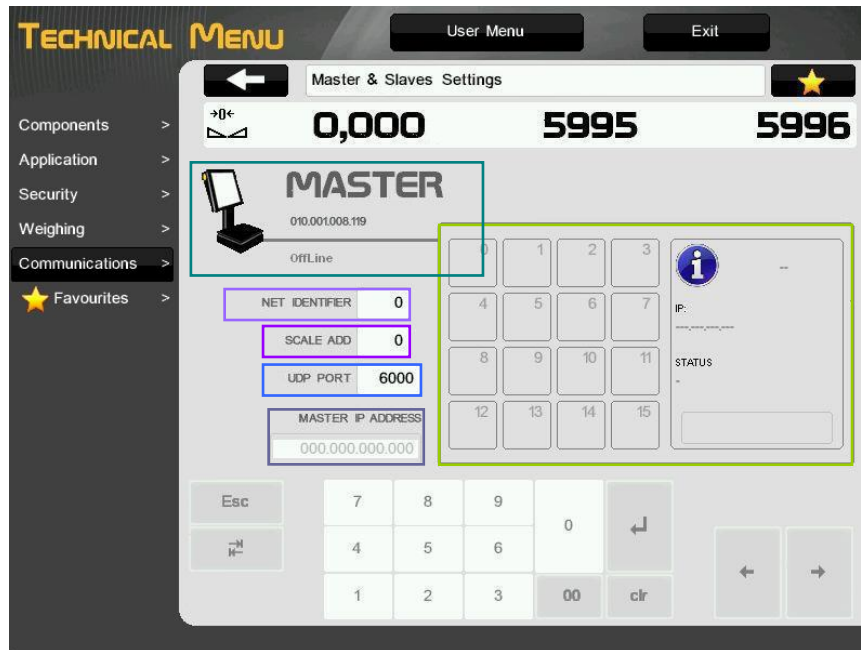 TECHNICAL MENU
User Menu
Exit
Master & Slaves Settings
→0←
0,000
5995
5996
Components >
Application >
Security >
Weighing >
Communications >
Favourites >
MASTER
010.001.008.119
OffLine
NET IDENTIFIER 0
SCALE ADD 0
UDP PORT 6000
MASTER IP ADDRESS
000.000.000.000
0 1 2 3
4 5 6 7
8 9 10 11
12 13 14 15
i
--
IP:
---.---.---.---
STATUS
-
Esc 7 8 9 0
4 5 6
1 2 3 00 clr